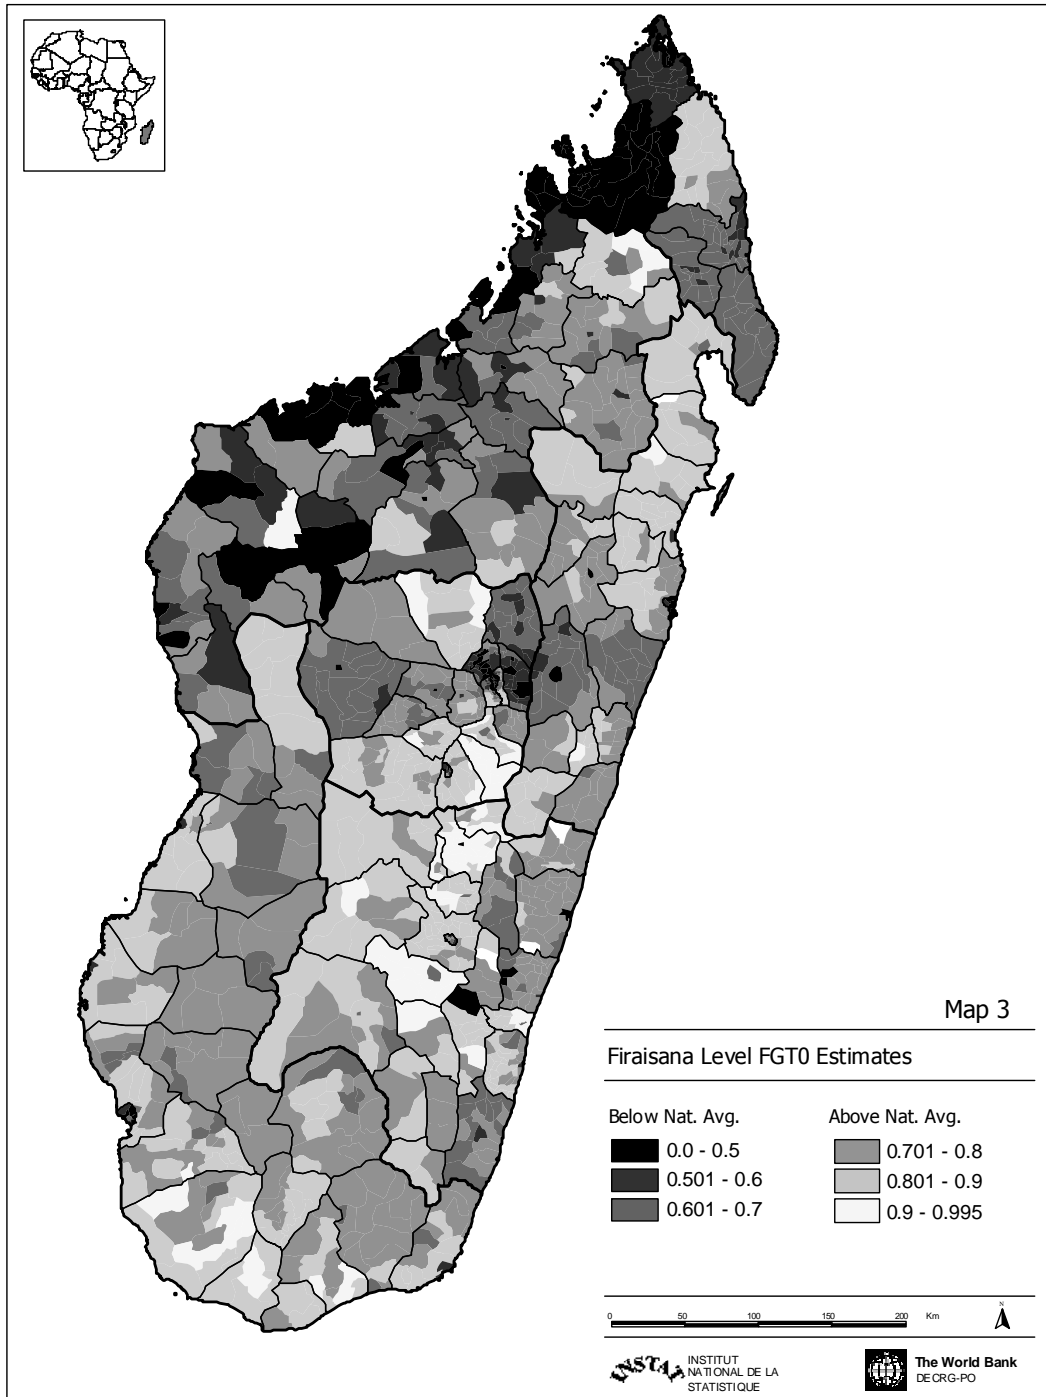 Map 3
Firaisana Level FGT0 Estimates
Below Nat. Avg.
0.0 - 0.5
0.501 - 0.6
0.601 - 0.7
Above Nat. Avg.
0.701 - 0.8
0.801 - 0.9
0.9 - 0.995
0 50 100 150 200 Km
N
INSTAT
INSTITUT
NATIONAL DE LA
STATISTIQUE
The World Bank
DECRG-PO